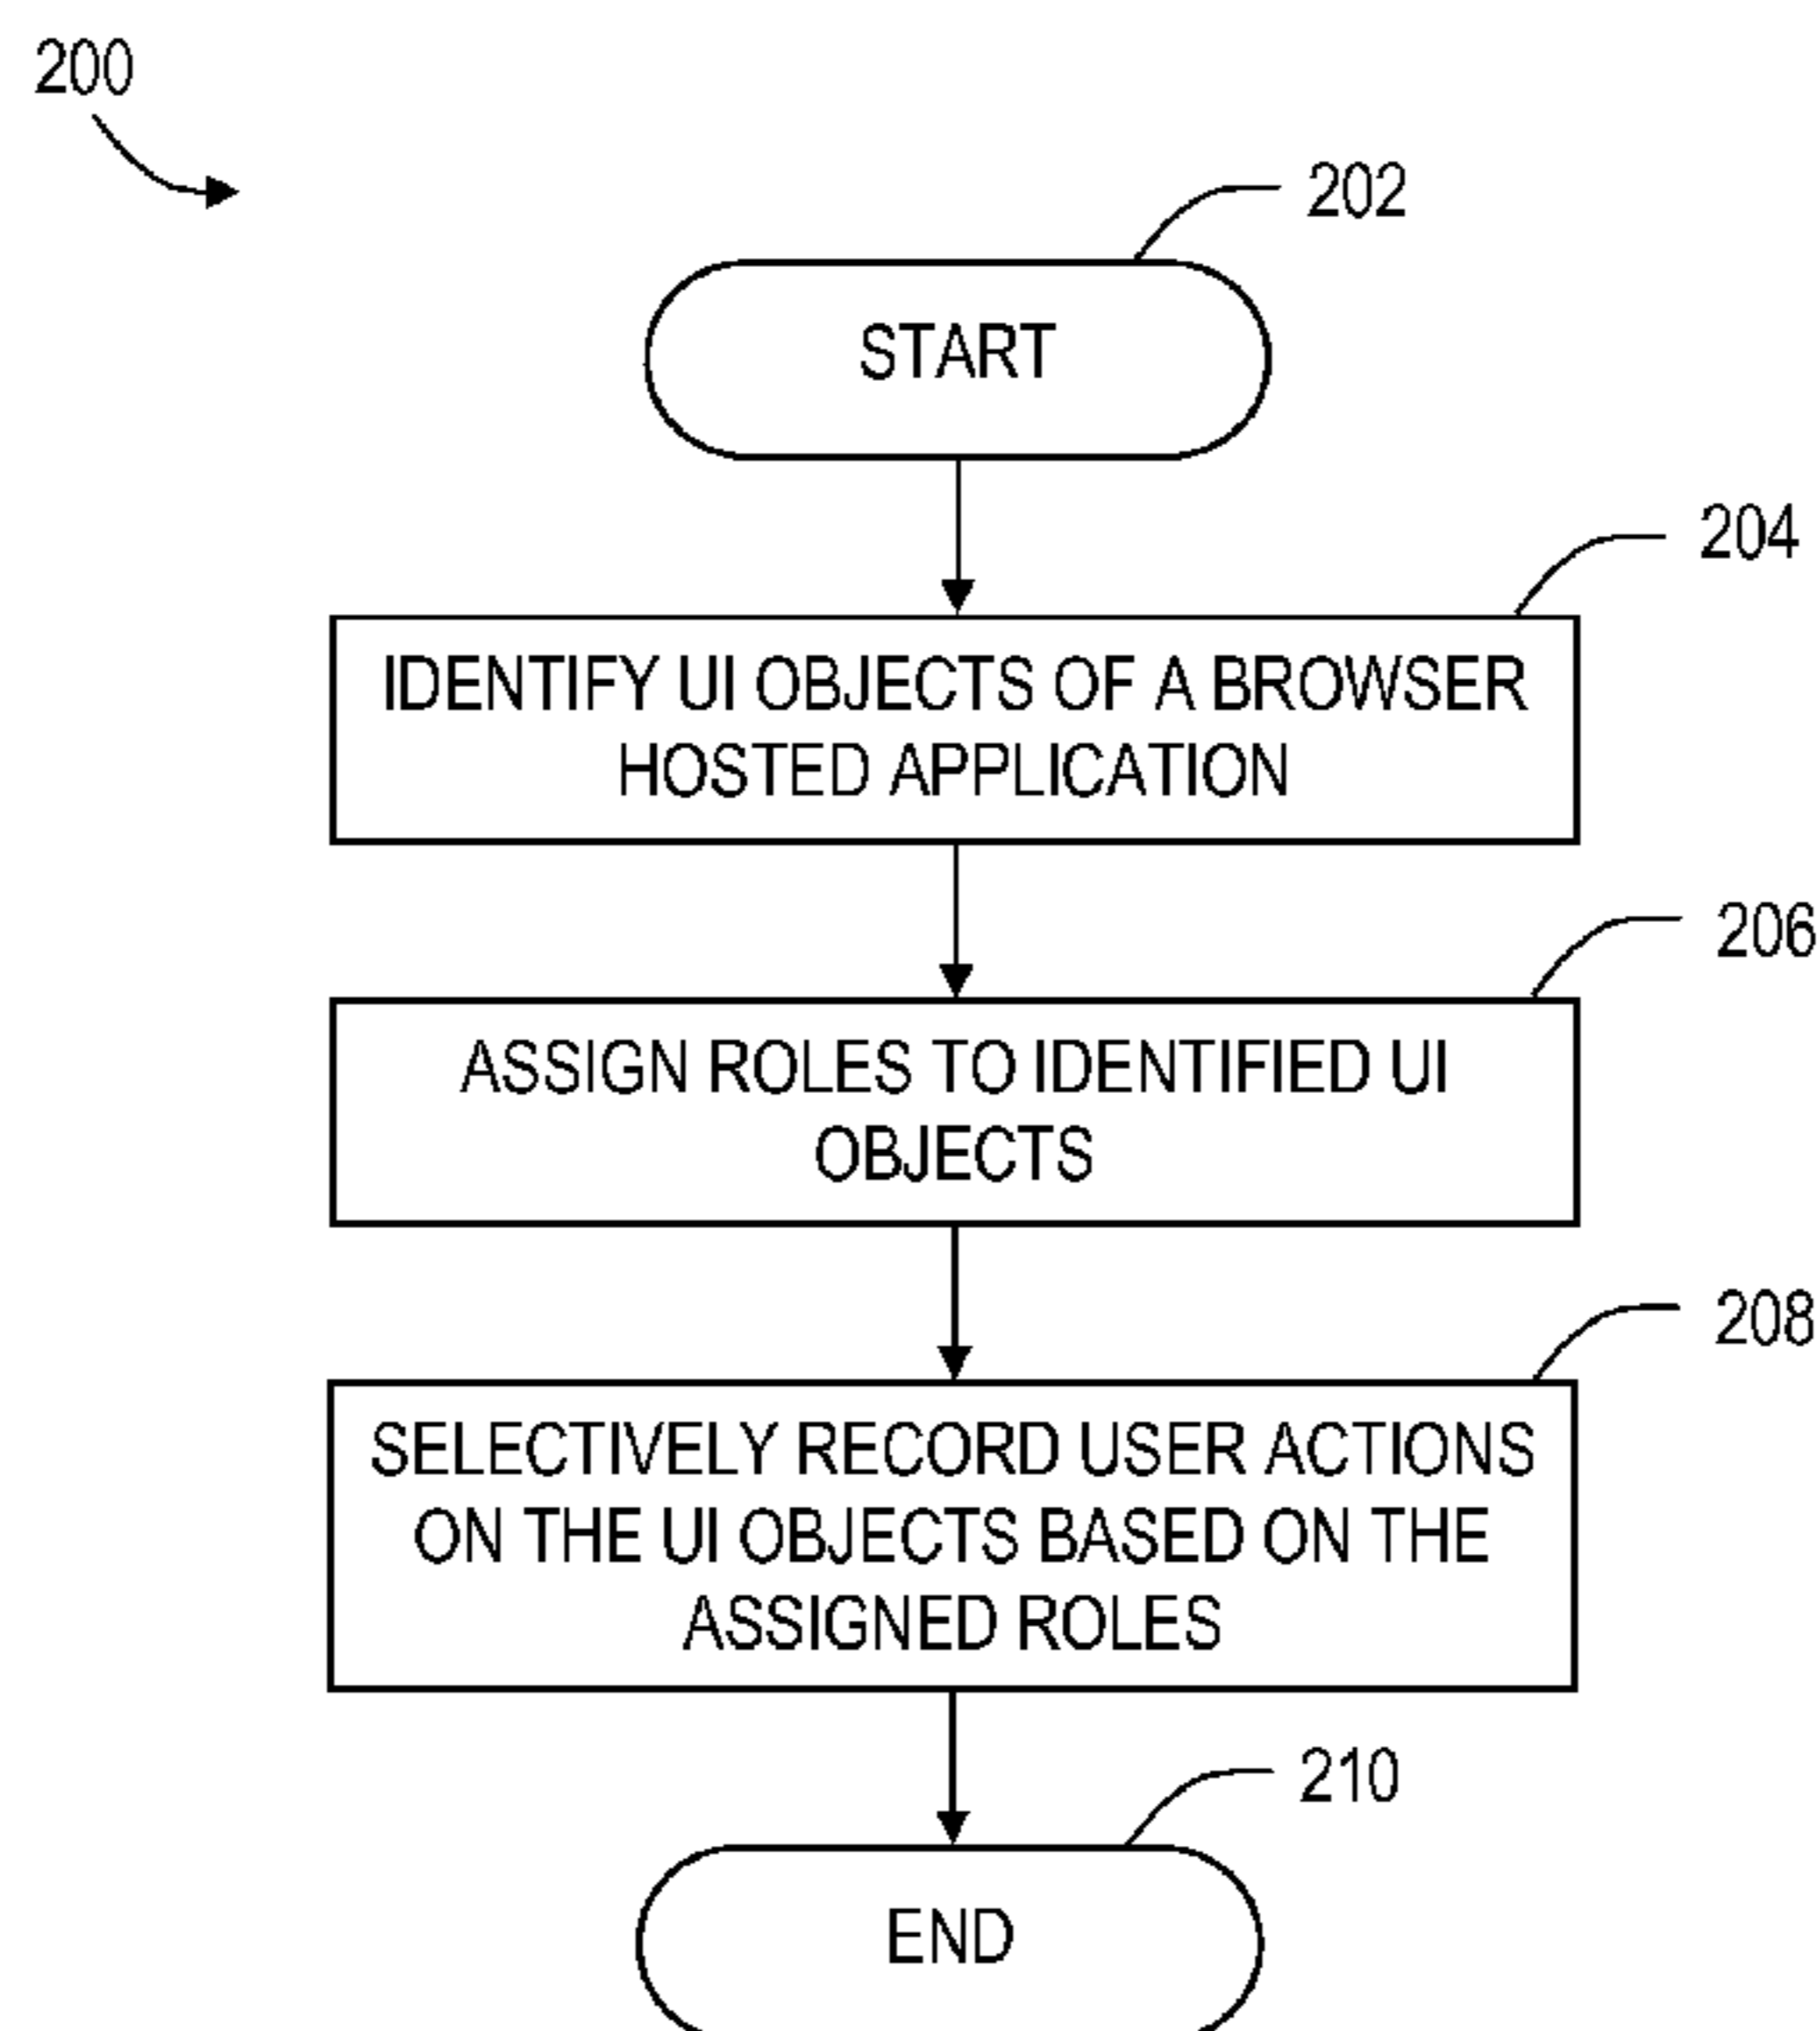 200
202
START
204
IDENTIFY UI OBJECTS OF A BROWSER
HOSTED APPLICATION
206
ASSIGN ROLES TO IDENTIFIED UI
OBJECTS
208
SELECTIVELY RECORD USER ACTIONS
ON THE UI OBJECTS BASED ON THE
ASSIGNED ROLES
210
END